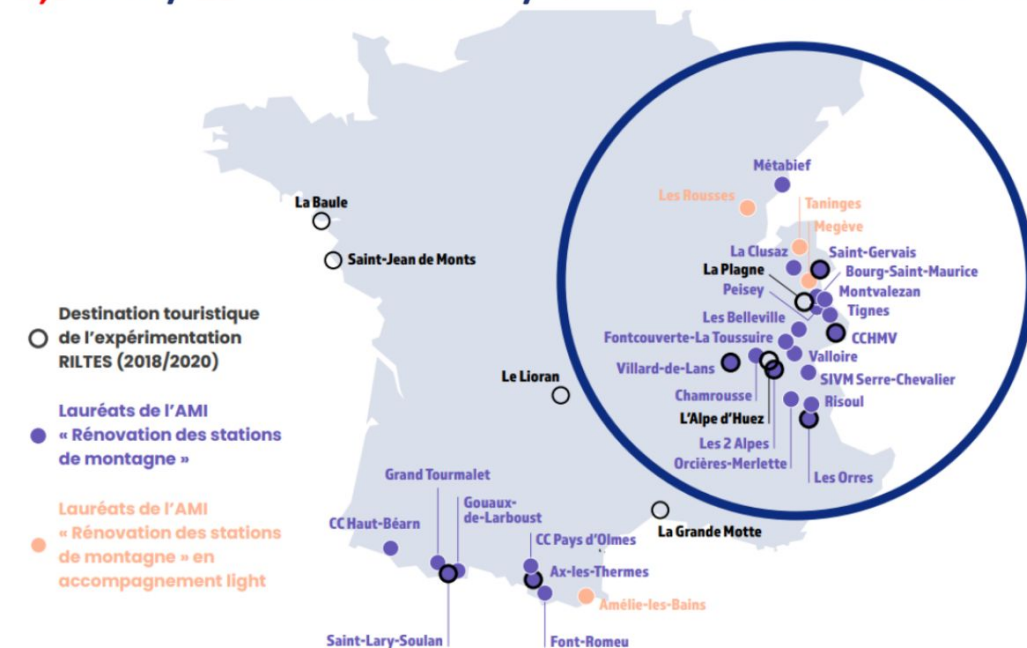 Métabief
Les Rousses
Taninges
Megève
La Baule
La Clusaz
Saint-Gervais
Saint-Jean de Monts
La Plagne
Bourg-Saint-Maurice
Peisey
Montvalezan
Tignes
Les Belleville
Fontcouverte-La Toussuire
CCHMV
Valloire
Villard-de-Lans
SIVM Serre-Chevalier
Chamrousse
Risoul
L'Alpe d'Huez
Les 2 Alpes
Orcières-Merlette
Les Orres
Le Lioran
Destination touristique
de l'expérimentation
RILTES (2018/2020)
Lauréats de l'AMI
« Rénovation des stations
de montagne »
Lauréats de l'AMI
« Rénovation des stations
de montagne » en
accompagnement light
Grand Tourmalet
Gouaux-
de-Larboust
CC Haut-Béarn
CC Pays d'Olmes
La Grande Motte
Ax-les-Thermes
Amélie-les-Bains
Saint-Lary-Soulan
Font-Romeu